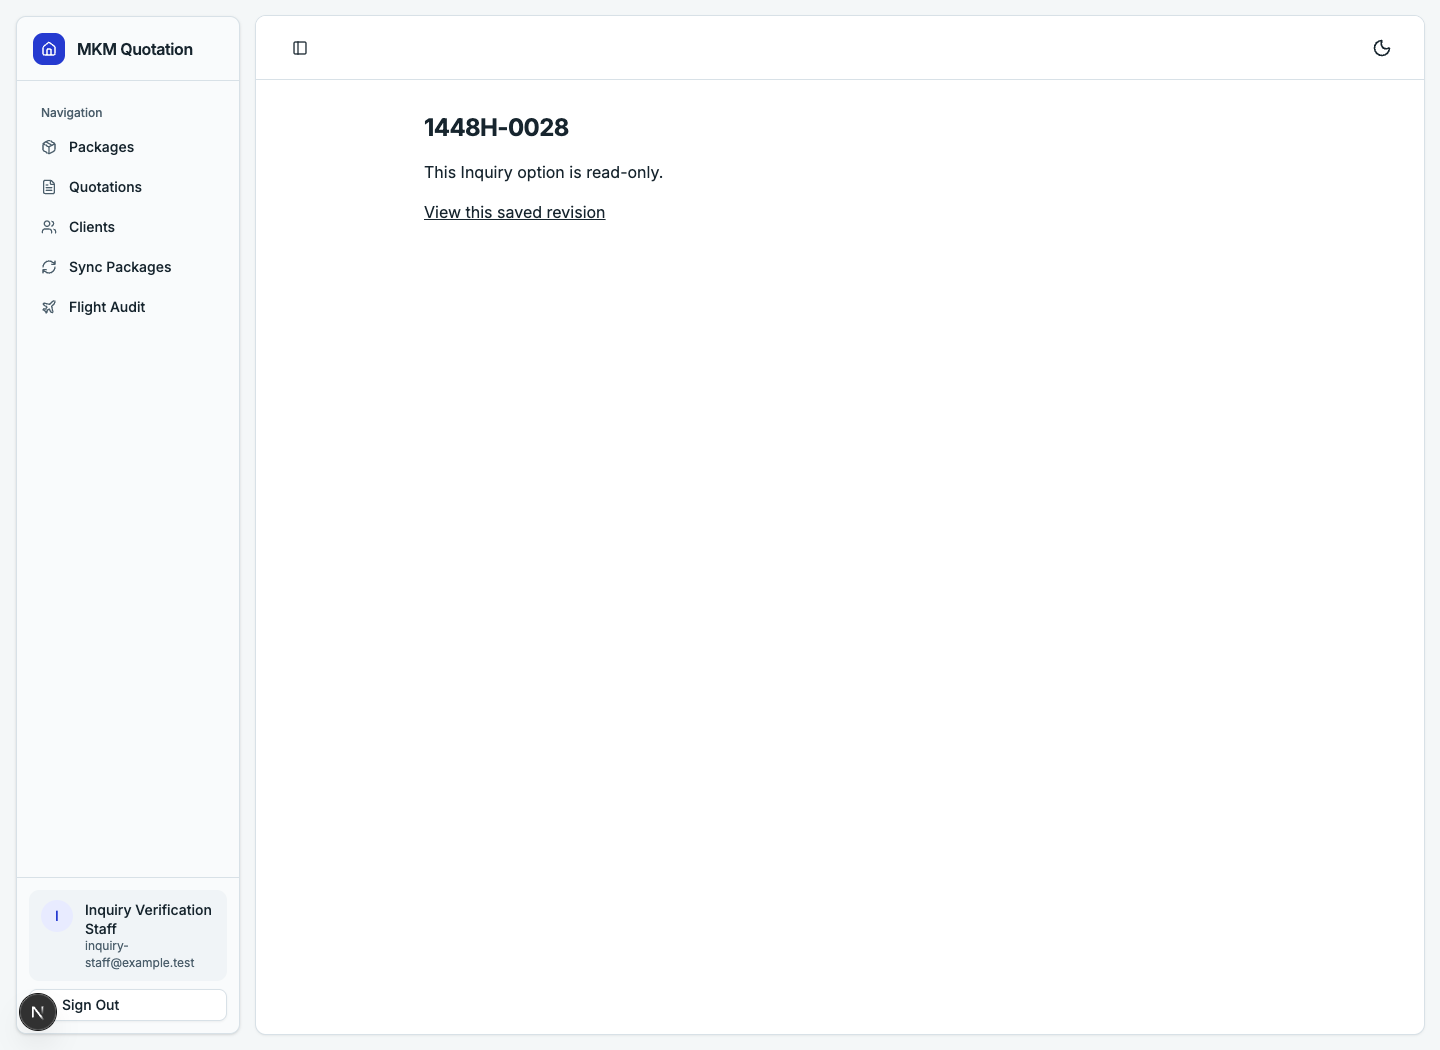 MKM Quotation
Navigation
Packages
Quotations
Clients
Sync Packages
Flight Audit
1448H-0028
This Inquiry option is read-only.
View this saved revision
I
Inquiry Verification
Staff
inquiry-
staff@example.test
N
Sign Out